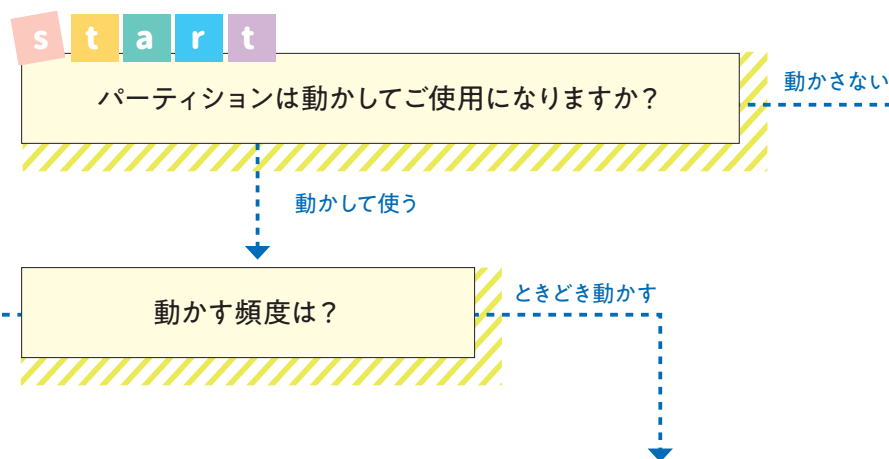 start
パーティションは動かしてご使用になりますか？
動かさない
動かして使う
動かす頻度は？
ときどき動かす